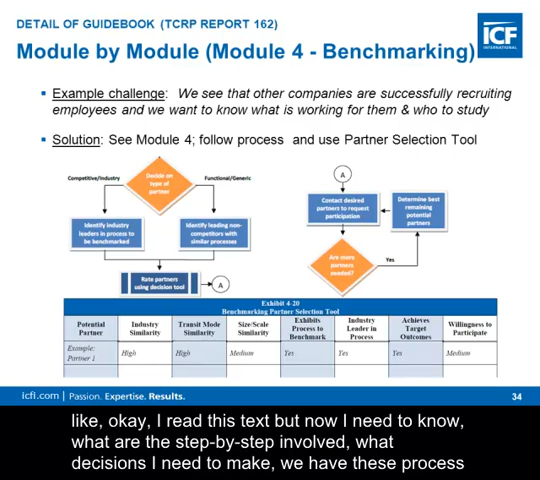 DETAIL OF GUIDEBOOK (TCRP REPORT 162)
Module by Module (Module 4 - Benchmarking)
ICF
INTERNATIONAL
Example challenge: We see that other companies are successfully recruiting
employees and we want to know what is working for them & who to study
Solution: See Module 4; follow process and use Partner Selection Tool
Competitive/Industry
Decide on
type of
partner
Functional/Generic
Identify industry
leaders in process to
be benchmarked
Identify leading non-
competitors with
similar processes
Rate partners
using decision tool
A
A
Contact desired
partners to request
participation
Determine best
remaining
potential
partners
Are more
partners
needed?
Yes
Exhibit 4-20
Benchmarking Partner Selection Tool
Potential
Partner
Industry
Similarity
Transit Mode
Similarity
Size/Scale
Similarity
Exhibits
Process to
Benchmark
Industry
Leader in
Process
Achieves
Target
Outcomes
Willingness to
Participate
Example:
Partner 1
High
High
Medium
Yes
Yes
Yes
Medium
icfi.com | Passion. Expertise. Results.
34
like, okay, I read this text but now I need to know,
what are the step-by-step involved, what
decisions I need to make, we have these process